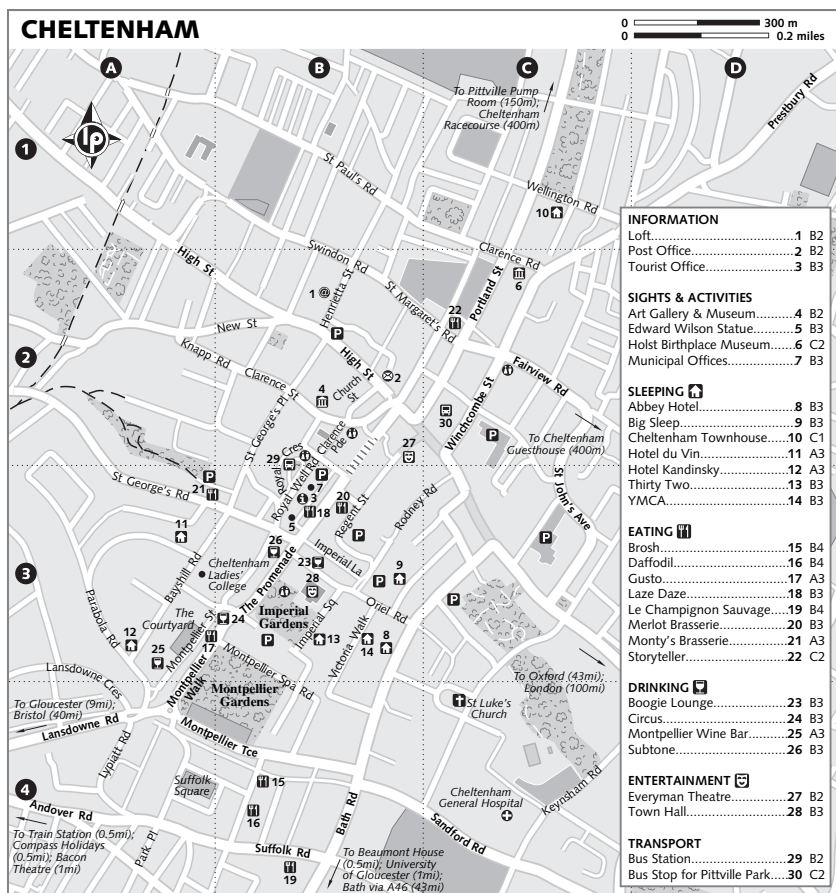 CHELTENHAM
0 300 m
0 0.2 miles
A
B
C
D
1
2
3
4
lp
To Pittville Pump
Room (150m);
Cheltenham
Racecourse (400m)
Prestbury Rd
St Paul's Rd
Wellington Rd
10
Swindon Rd
Clarence Rd
6
High St
1 @
Henrietta St
St Margaret's Rd
22
Portland St
P
New St
High St
2
Knapp Rd
Clarence St
4
Church St
Fairview Rd
30
Winchcombe St
P
To Cheltenham
Guesthouse (400m)
St George's Pl
Clarence Pde
27
29
Royal Cres
Royal Well Rd
P
P
St George's Rd
21
7
3
5
18
20
Regent St
P
Rodney Rd
St John's Ave
P
11
26
Imperial La
23
Bayshill Rd
Cheltenham
Ladies'
College
The Promenade
28
9
P
P
Parabola Rd
The
Courtyard
24
Imperial
Gardens
Imperial Sq
Oriel Rd
12
25
Montpellier St
17
P
13
Victoria Walk
14
8
Lansdowne Cres
Montpellier
Walk
Montpellier Spa Rd
Montpellier
Gardens
To Oxford (43mi);
London (100mi)
To Gloucester (9mi);
Bristol (40mi)
Lansdowne Rd
St Luke's
Church
Lypiatt Rd
Montpellier Tce
Suffolk
Square
15
16
Bath Rd
Cheltenham
General Hospital
Keynsham Rd
Andover Rd
Sandford Rd
To Train Station (0.5mi);
Compass Holidays
(0.5mi); Bacon
Theatre (1mi)
Park Pl
Suffolk Rd
19
To Beaumont House
(0.5mi); University
of Gloucester (1mi);
Bath via A46 (43mi)
INFORMATION
Loft 1 B2
Post Office 2 B2
Tourist Office 3 B3
SIGHTS & ACTIVITIES
Art Gallery & Museum 4 B2
Edward Wilson Statue 5 B3
Holst Birthplace Museum 6 C2
Municipal Offices 7 B3
SLEEPING
Abbey Hotel 8 B3
Big Sleep 9 B3
Cheltenham Townhouse 10 C1
Hotel du Vin 11 A3
Hotel Kandinsky 12 A3
Thirty Two 13 B3
YMCA 14 B3
EATING
Brosh 15 B4
Daffodil 16 B4
Gusto 17 A3
Laze Daze 18 B3
Le Champignon Sauvage 19 B4
Merlot Brasserie 20 B3
Monty's Brasserie 21 A3
Storyteller 22 C2
DRINKING
Boogie Lounge 23 B3
Circus 24 B3
Montpellier Wine Bar 25 A3
Subtone 26 B3
ENTERTAINMENT
Everyman Theatre 27 B2
Town Hall 28 B3
TRANSPORT
Bus Station 29 B2
Bus Stop for Pittville Park 30 C2